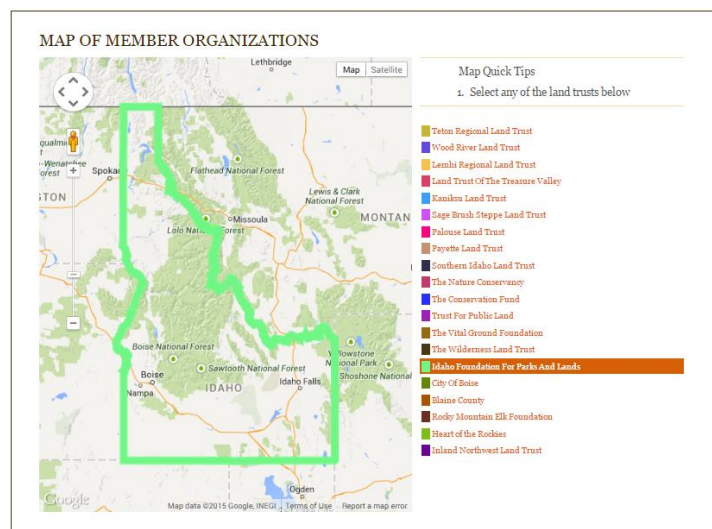 MAP OF MEMBER ORGANIZATIONS
Lethbridge
Map
Satellite
Map Quick Tips
1. Select any of the land trusts below
Spokan
Flathead National Forest
Lewis & Clark
National Forest
MONTAN
Missoula
Lolo National Forest
Boise National Forest
Sawtooth National Forest
Yellowstone
National Park
Shoshone National
Boise
Nampa
IDAHO
Idaho Falls
Ogden
Google
Map data ©2015 Google, INEGI
Terms of Use
Report a map error
Teton Regional Land Trust
Wood River Land Trust
Lemhi Regional Land Trust
Land Trust Of The Treasure Valley
Kaniksu Land Trust
Sage Brush Steppe Land Trust
Palouse Land Trust
Payette Land Trust
Southern Idaho Land Trust
The Nature Conservancy
The Conservation Fund
Trust For Public Land
The Vital Ground Foundation
The Wilderness Land Trust
Idaho Foundation For Parks And Lands
City Of Boise
Blaine County
Rocky Mountain Elk Foundation
Heart of the Rockies
Inland Northwest Land Trust